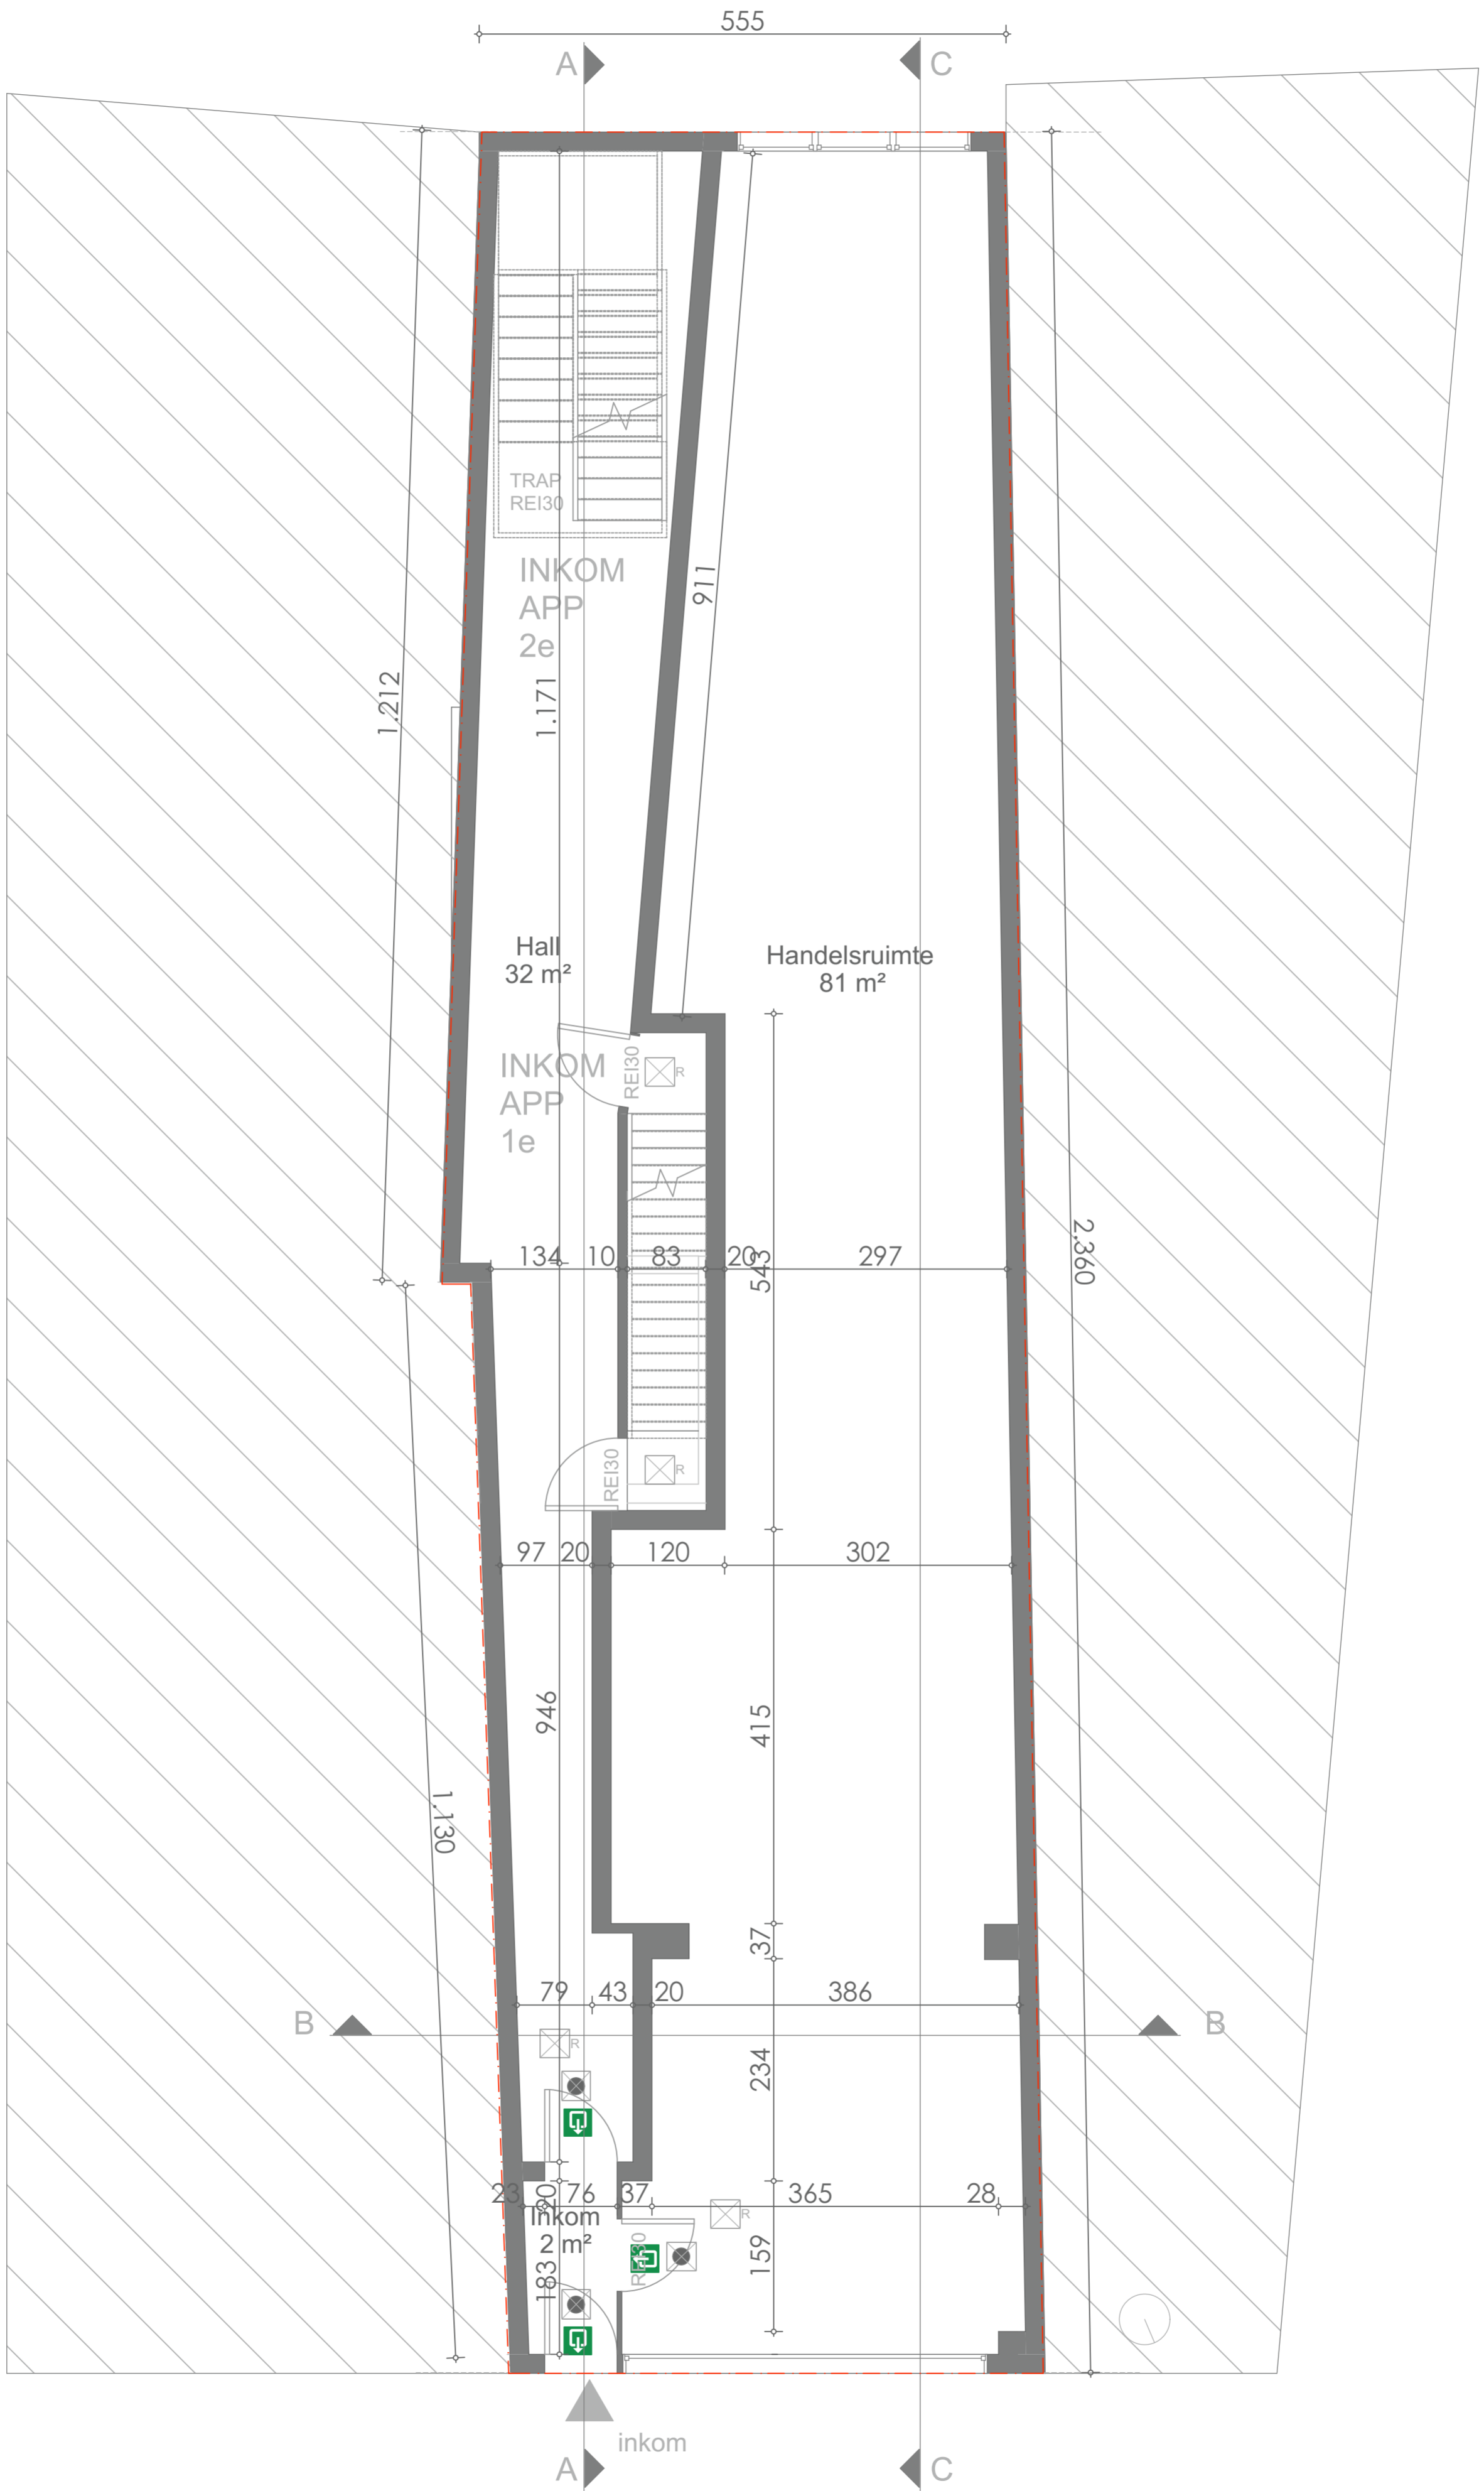 555
A
C
TRAP
REI30
INKOM
APP
2e
911
1.212
1.171
Hall
32 m²
Handelsruimte
81 m²
REI30
R
INKOM
APP
1e
2.360
134 10 83 20 297
543
REI30
R
97 20 120 302
946
415
1.130
37
79 43 20 386
B
B
R
234
23 76 37 365 28
20
Inkom
2 m²
R
REI30
183
159
inkom
A
C